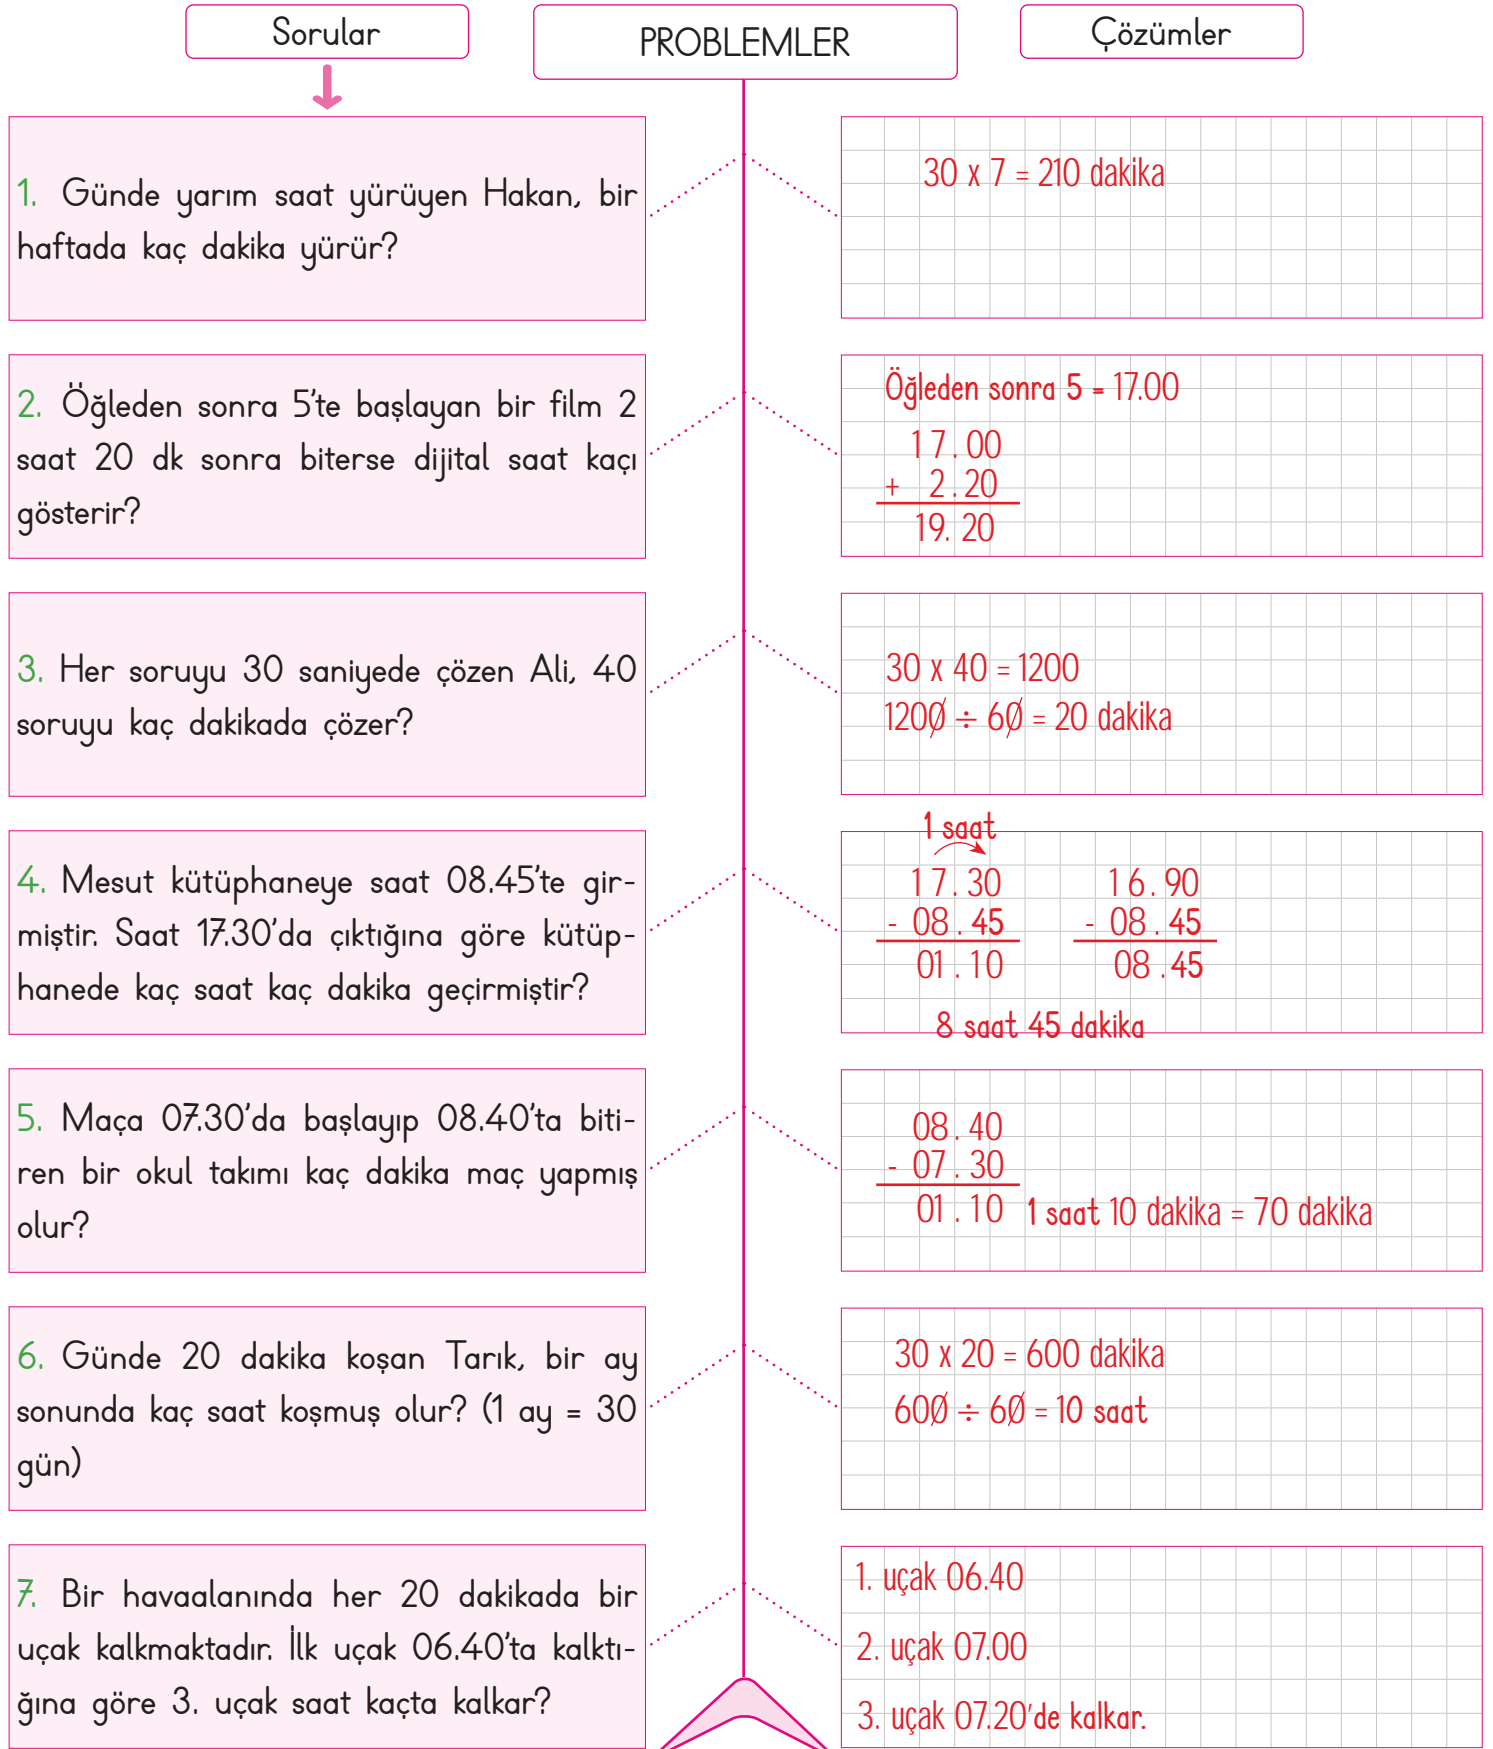 Sorular
PROBLEMLER
Çözümler
1. Günde yarım saat yürüyen Hakan, bir
haftada kaç dakika yürür?
30 x 7 = 210 dakika
2. Öğleden sonra 5'te başlayan bir film 2
saat 20 dk sonra biterse dijital saat kaçı
gösterir?
Öğleden sonra 5 = 17.00
17.00
+ 2.20
19.20
3. Her soruyu 30 saniyede çözen Ali, 40
soruyu kaç dakikada çözer?
30 x 40 = 1200
1200 ÷ 60 = 20 dakika
4. Mesut kütüphaneye saat 08.45'te gir-
miştir. Saat 17.30'da çıktığına göre kütüp-
hanede kaç saat kaç dakika geçirmiştir?
1 saat
17.30 16.90
- 08.45 - 08.45
01.10 08.45
8 saat 45 dakika
5. Maça 07.30'da başlayıp 08.40'ta biti-
ren bir okul takımı kaç dakika maç yapmış
olur?
08.40
- 07.30
01.10 1 saat 10 dakika = 70 dakika
6. Günde 20 dakika koşan Tarık, bir ay
sonunda kaç saat koşmuş olur? (1 ay = 30
gün)
30 x 20 = 600 dakika
600 ÷ 60 = 10 saat
7. Bir havaalanında her 20 dakikada bir
uçak kalkmaktadır. İlk uçak 06.40'ta kalktı-
ğına göre 3. uçak saat kaçta kalkar?
1. uçak 06.40
2. uçak 07.00
3. uçak 07.20'de kalkar.